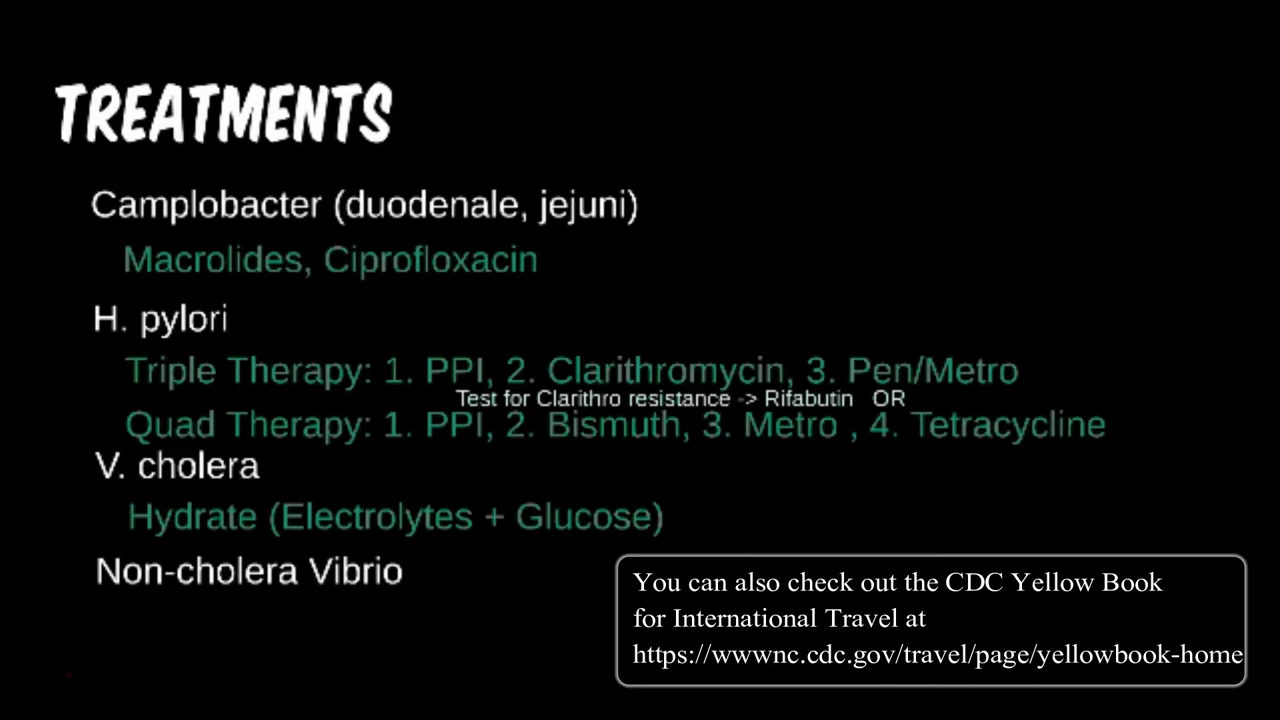 TREATMENTS
Camplobacter (duodenale, jejuni)
Macrolides, Ciprofloxacin
H. pylori
Triple Therapy: 1. PPI, 2. Clarithromycin, 3. Pen/Metro
Test for Clarithro resistance -> Rifabutin OR
Quad Therapy: 1. PPI, 2. Bismuth, 3. Metro , 4. Tetracycline
V. cholera
Hydrate (Electrolytes + Glucose)
Non-cholera Vibrio
You can also check out the CDC Yellow Book
for International Travel at
https://wwwnc.cdc.gov/travel/page/yellowbook-home